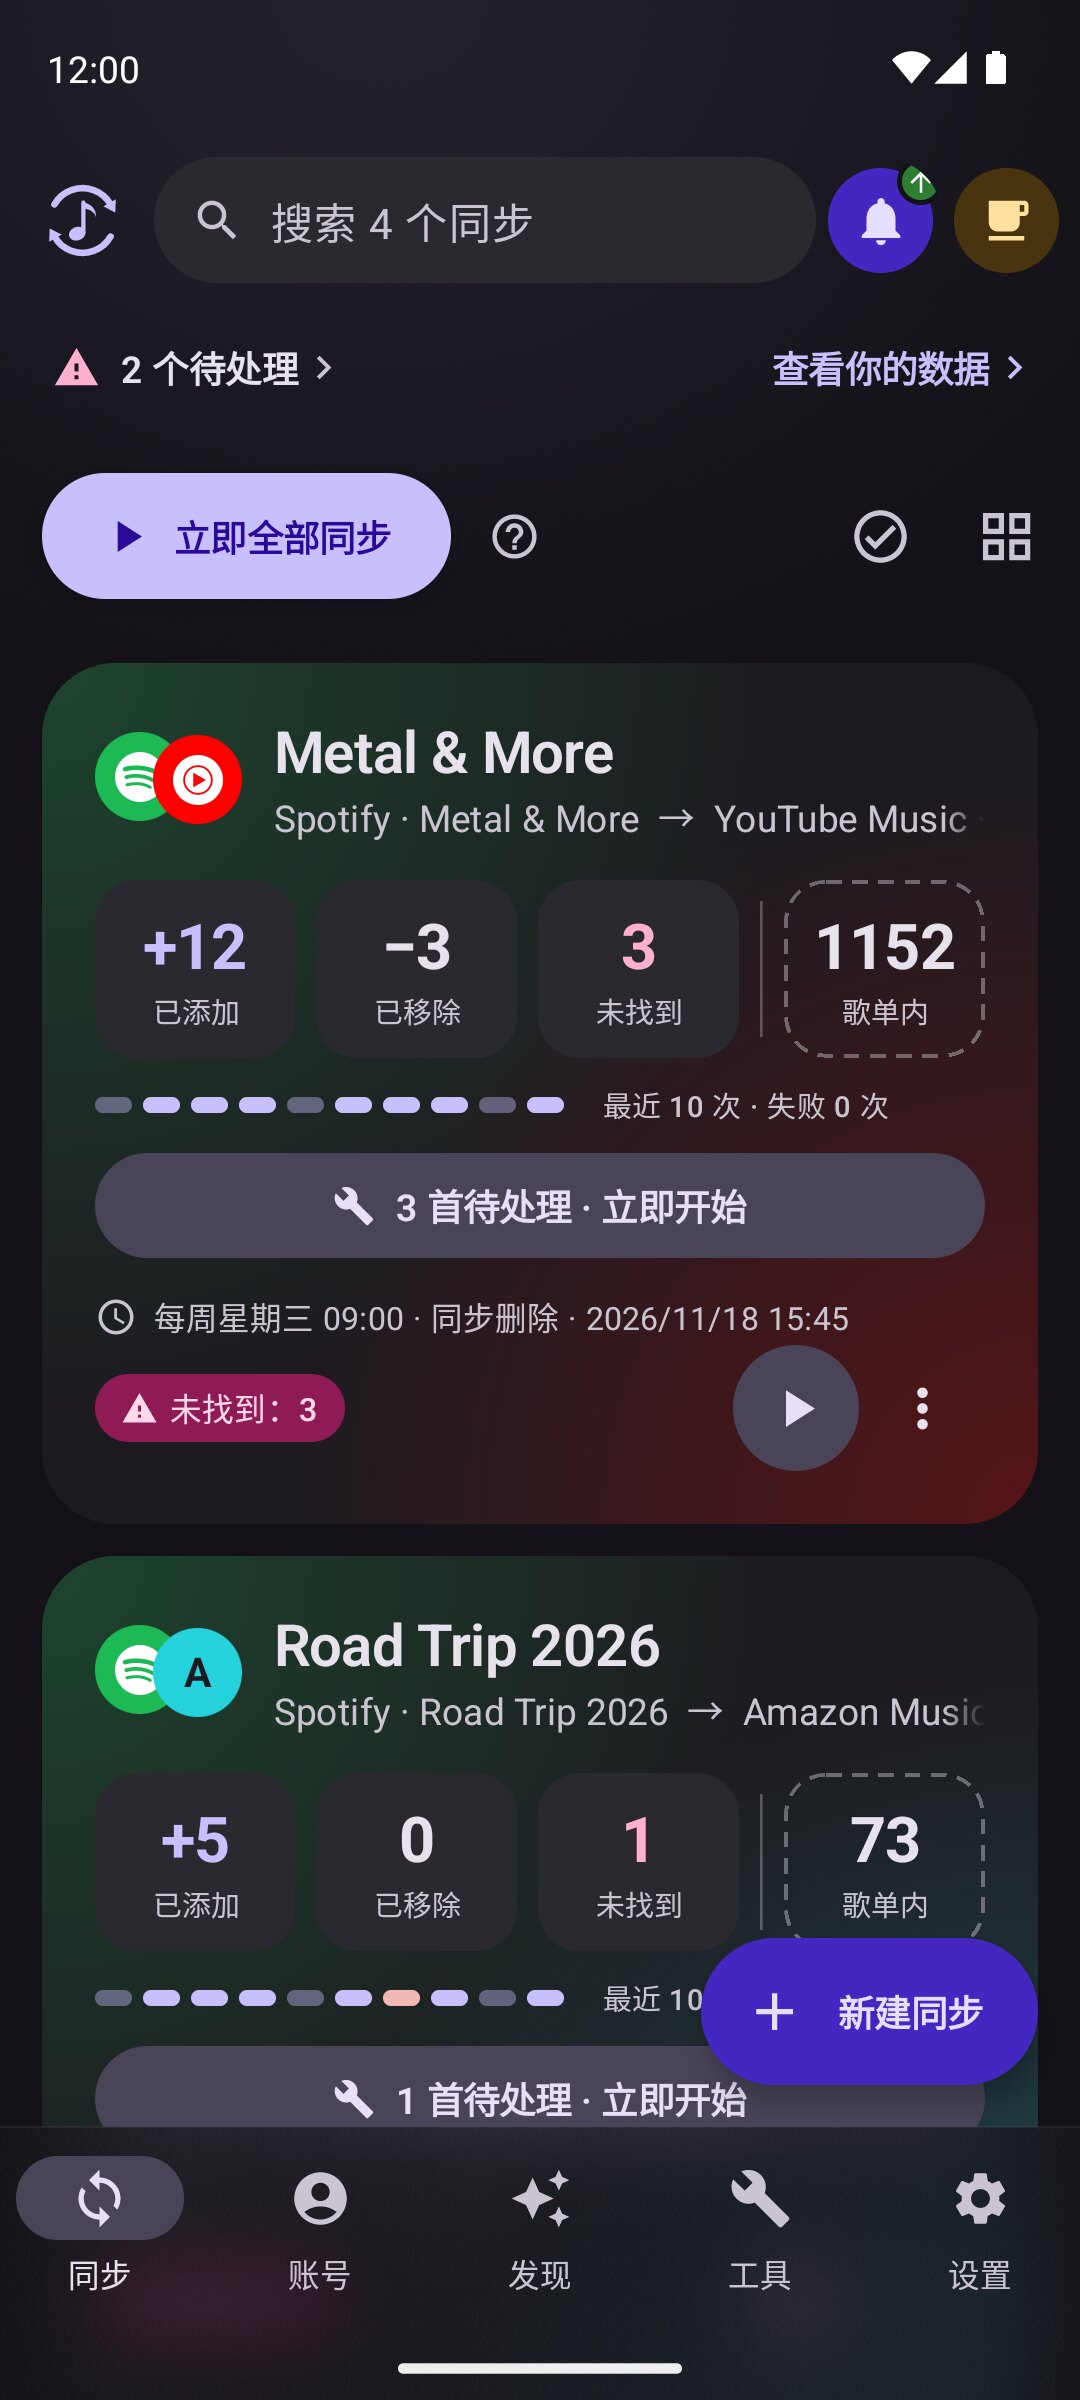 12:00
搜索 4 个同步
2 个待处理
查看你的数据
立即全部同步
Metal & More
Spotify · Metal & More → YouTube Music
+12
已添加
−3
已移除
3
未找到
1152
歌单内
最近 10 次 · 失败 0 次
3 首待处理 · 立即开始
每周星期三 09:00 · 同步删除 · 2026/11/18 15:45
未找到：3
Road Trip 2026
Spotify · Road Trip 2026 → Amazon Music
A
+5
已添加
0
已移除
1
未找到
73
歌单内
最近 10
新建同步
1 首待处理 · 立即开始
同步
账号
发现
工具
设置